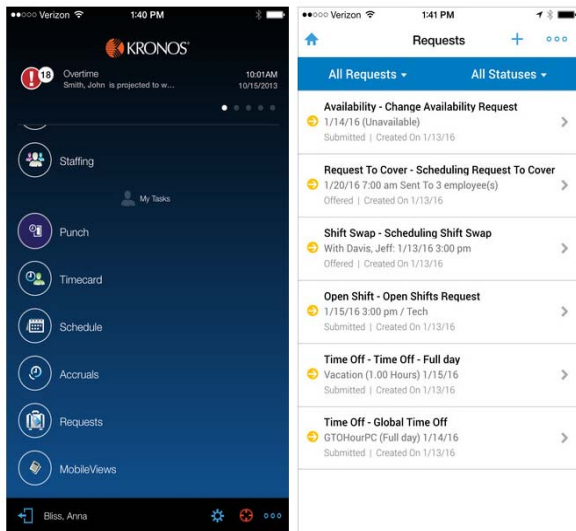 Verizon 1:40 PM
KRONOS
18
Overtime 10:01AM
Smith, John is projected to w... 10/15/2013
Staffing
My Tasks
Punch
Timecard
Schedule
Accruals
Requests
MobileViews
Bliss, Anna
Verizon 1:41 PM
Requests
All Requests All Statuses
Availability - Change Availability Request
1/14/16 (Unavailable)
Submitted | Created On 1/13/16
Request To Cover - Scheduling Request To Cover
1/20/16 7:00 am Sent To 3 employee(s)
Offered | Created On 1/13/16
Shift Swap - Scheduling Shift Swap
With Davis, Jeff: 1/13/16 3:00 pm
Offered | Created On 1/13/16
Open Shift - Open Shifts Request
1/15/16 3:00 pm / Tech
Submitted | Created On 1/13/16
Time Off - Time Off - Full day
Vacation (1.00 Hours) 1/15/16
Submitted | Created On 1/13/16
Time Off - Global Time Off
GTOHourPC (Full day) 1/14/16
Submitted | Created On 1/13/16